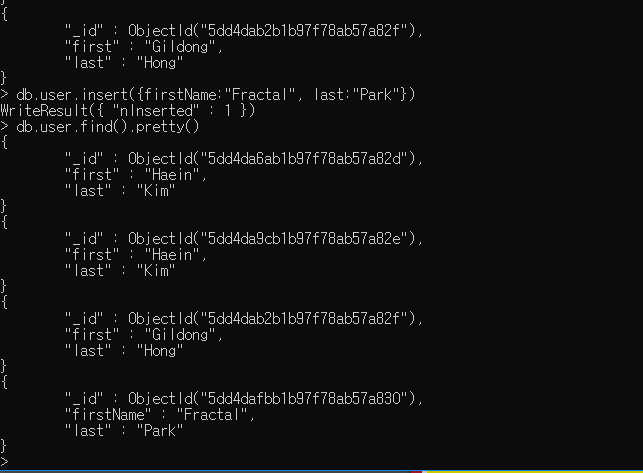 {
        "_id" : ObjectId("5dd4dab2b1b97f78ab57a82f"),
        "first" : "Gildong",
        "last" : "Hong"
}
> db.user.insert({firstName:"Fractal", last:"Park"})
WriteResult({ "nInserted" : 1 })
> db.user.find().pretty()
{
        "_id" : ObjectId("5dd4da6ab1b97f78ab57a82d"),
        "first" : "Haein",
        "last" : "Kim"
}
{
        "_id" : ObjectId("5dd4da9cb1b97f78ab57a82e"),
        "first" : "Haein",
        "last" : "Kim"
}
{
        "_id" : ObjectId("5dd4dab2b1b97f78ab57a82f"),
        "first" : "Gildong",
        "last" : "Hong"
}
{
        "_id" : ObjectId("5dd4dafbb1b97f78ab57a830"),
        "firstName" : "Fractal",
        "last" : "Park"
}
>